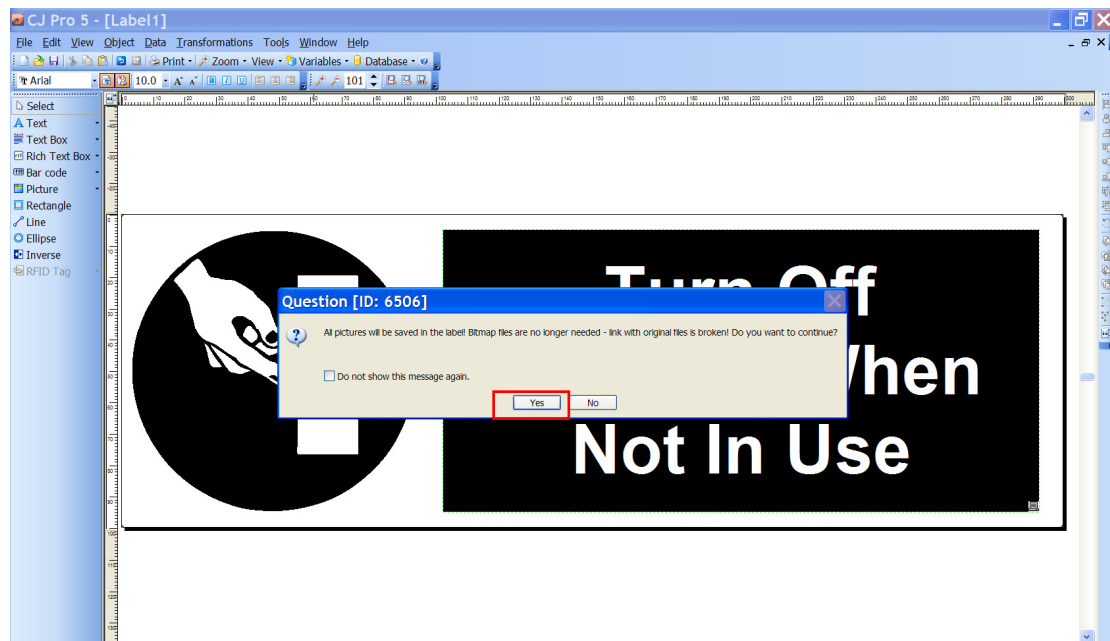 CJ Pro 5 - [Label1]
File Edit View Object Data Transformations Tools Window Help
Print Zoom View Variables Database
Arial 10.0 A A B I U 101
Select
Text
Text Box
Rich Text Box
Bar code
Picture
Rectangle
Line
Ellipse
Inverse
RFID Tag
Turn Off
Question [ID: 6506]
All pictures will be saved in the label! Bitmap files are no longer needed - link with original files is broken! Do you want to continue?
Do not show this message again.
Yes No
Not In Use